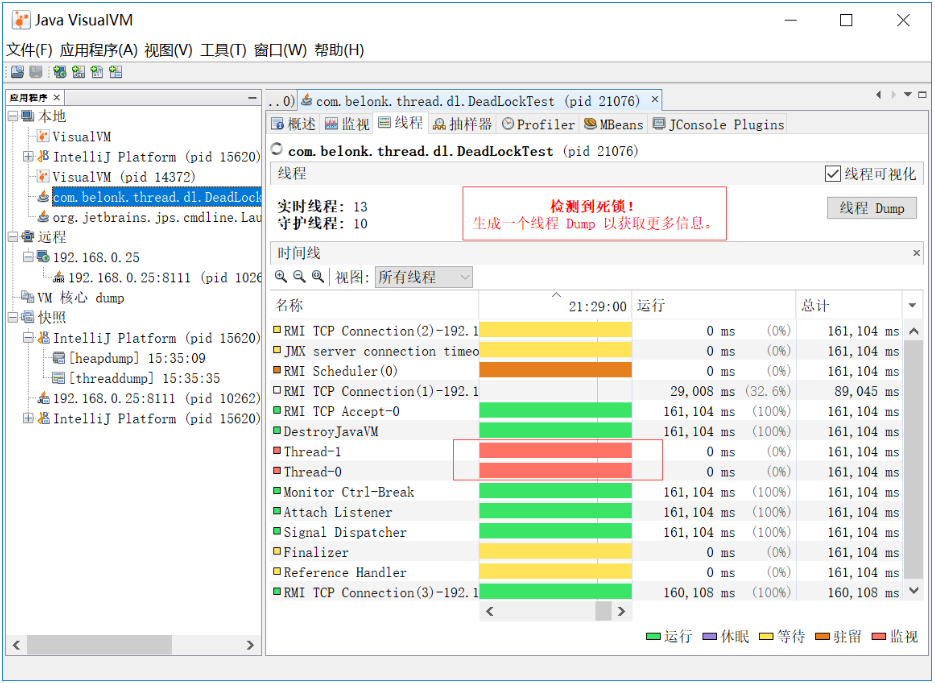 Java VisualVM
文件(F) 应用程序(A) 视图(V) 工具(T) 窗口(W) 帮助(H)
应用程序 ×
本地
VisualVM
IntelliJ Platform (pid 15620)
VisualVM (pid 14372)
com.belonk.thread.dl.DeadLock
org.jetbrains.jps.cmdline.Lau
远程
192.168.0.25
192.168.0.25:8111 (pid 1026
VM 核心 dump
快照
IntelliJ Platform (pid 15620)
[heapdump] 15:35:09
[threaddump] 15:35:35
192.168.0.25:8111 (pid 10262)
IntelliJ Platform (pid 15620)
..0) com.belonk.thread.dl.DeadLockTest (pid 21076) ×
概述 监视 线程 抽样器 Profiler MBeans JConsole Plugins
com.belonk.thread.dl.DeadLockTest (pid 21076)
线程 线程可视化
实时线程: 13
守护线程: 10
检测到死锁!
生成一个线程 Dump 以获取更多信息。
线程 Dump
时间线 ×
视图: 所有线程
名称 21:29:00 运行 总计
RMI TCP Connection(2)-192.1 0 ms (0%) 161,104 ms
JMX server connection timeo 0 ms (0%) 161,104 ms
RMI Scheduler(0) 0 ms (0%) 161,104 ms
RMI TCP Connection(1)-192.1 29,008 ms (32.6%) 89,045 ms
RMI TCP Accept-0 161,104 ms (100%) 161,104 ms
DestroyJavaVM 161,104 ms (100%) 161,104 ms
Thread-1 0 ms (0%) 161,104 ms
Thread-0 0 ms (0%) 161,104 ms
Monitor Ctrl-Break 161,104 ms (100%) 161,104 ms
Attach Listener 161,104 ms (100%) 161,104 ms
Signal Dispatcher 161,104 ms (100%) 161,104 ms
Finalizer 0 ms (0%) 161,104 ms
Reference Handler 0 ms (0%) 161,104 ms
RMI TCP Connection(3)-192.1 160,108 ms (100%) 160,108 ms
运行 休眠 等待 驻留 监视